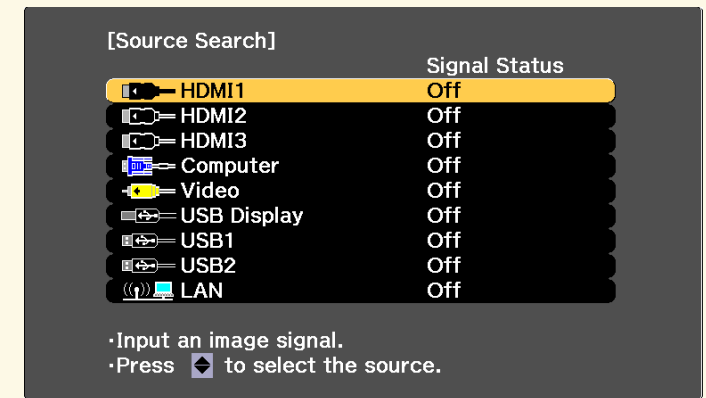 [Source Search]
Signal Status
HDMI1 Off
HDMI2 Off
HDMI3 Off
Computer Off
Video Off
USB Display Off
USB1 Off
USB2 Off
LAN Off
·Input an image signal.
·Press to select the source.